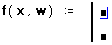 f(x, w) :=